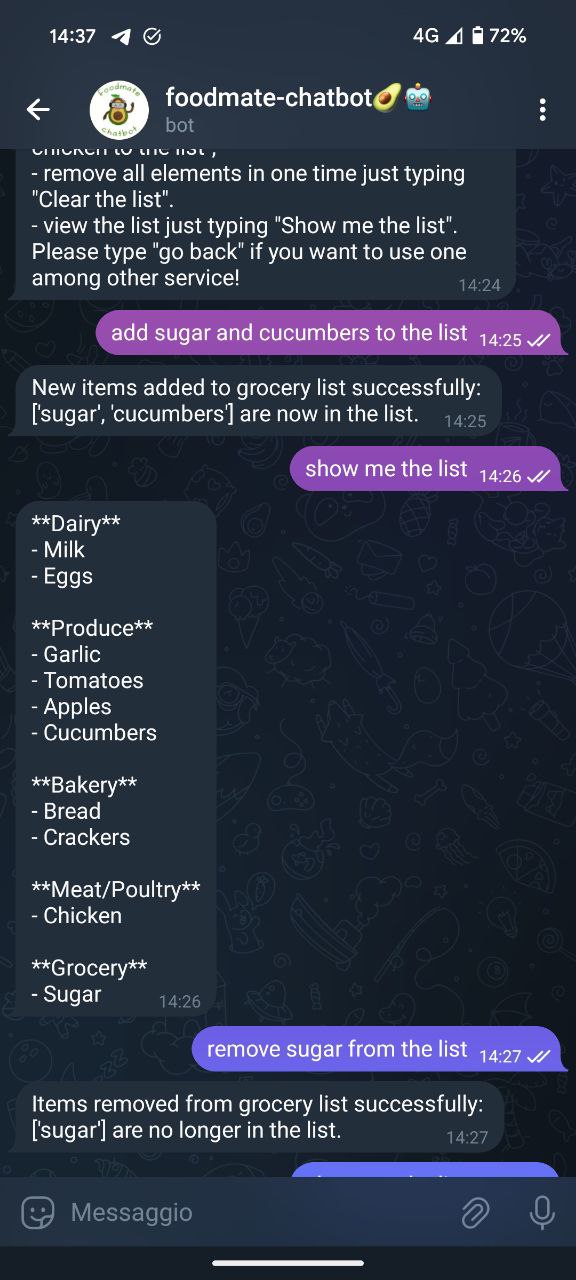 14:37
4G
72%
foodmate-chatbot🥑🤖
bot
chicken to the list",
- remove all elements in one time just typing
"Clear the list".
- view the list just typing "Show me the list".
Please type "go back" if you want to use one
among other service!
14:24
add sugar and cucumbers to the list
14:25
New items added to grocery list successfully:
['sugar', 'cucumbers'] are now in the list.
14:25
show me the list
14:26
**Dairy**
- Milk
- Eggs
**Produce**
- Garlic
- Tomatoes
- Apples
- Cucumbers
**Bakery**
- Bread
- Crackers
**Meat/Poultry**
- Chicken
**Grocery**
- Sugar
14:26
remove sugar from the list
14:27
Items removed from grocery list successfully:
['sugar'] are no longer in the list.
14:27
Messaggio